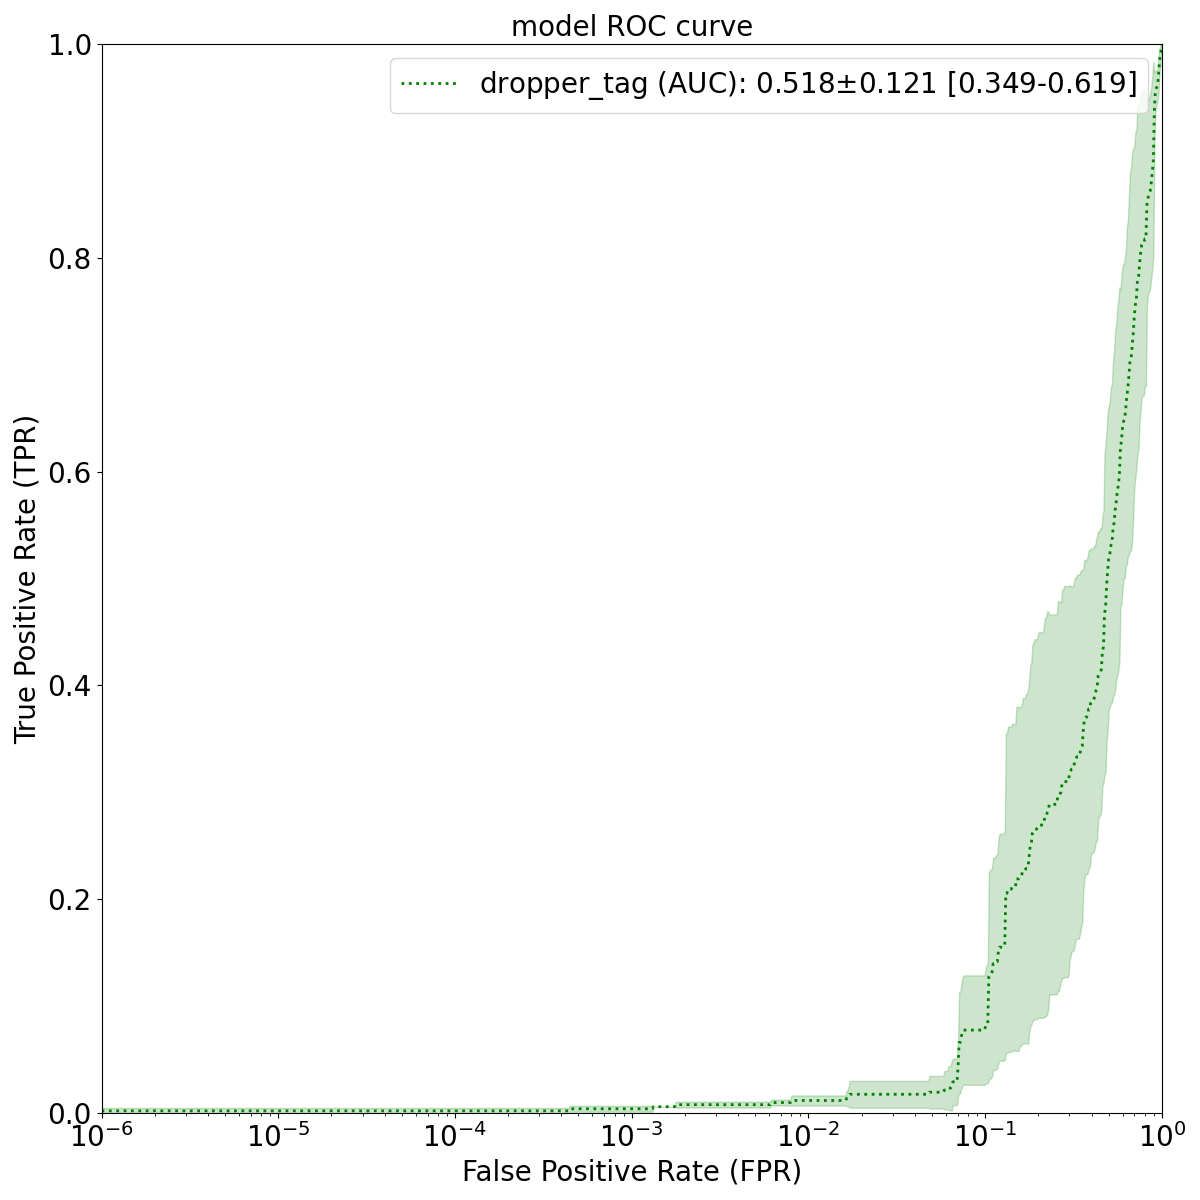 model ROC curve
dropper_tag (AUC): 0.518±0.121 [0.349-0.619]
True Positive Rate (TPR)
1.0
0.8
0.6
0.4
0.2
0.0
10⁻⁶ 10⁻⁵ 10⁻⁴ 10⁻³ 10⁻² 10⁻¹ 10⁰
False Positive Rate (FPR)